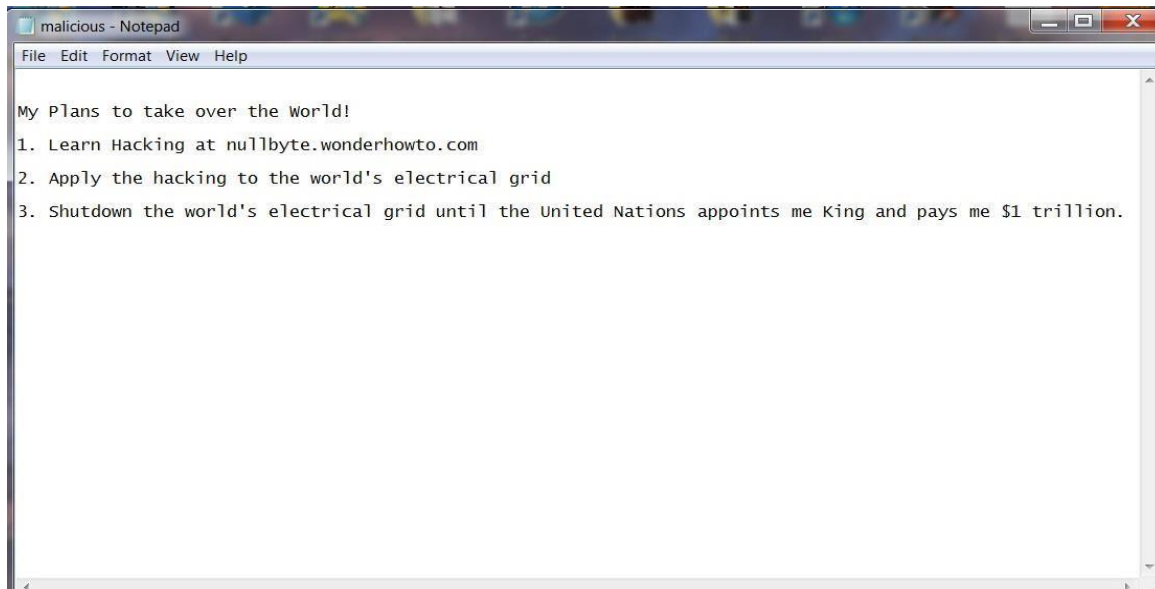 malicious - Notepad
File Edit Format View Help
My Plans to take over the World!
1. Learn Hacking at nullbyte.wonderhowto.com
2. Apply the hacking to the world's electrical grid
3. Shutdown the world's electrical grid until the United Nations appoints me King and pays me $1 trillion.